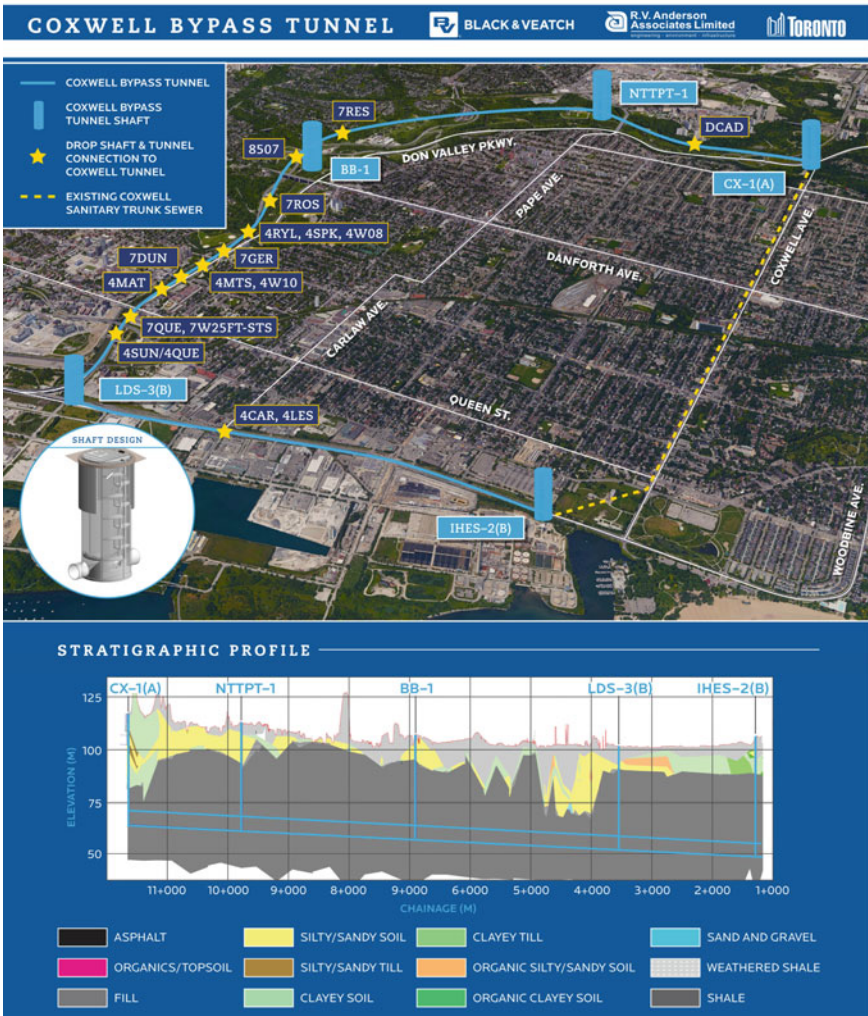 COXWELL BYPASS TUNNEL
BV BLACK & VEATCH
R.V. Anderson
Associates Limited
engineering · environment · infrastructure
TORONTO
COXWELL BYPASS TUNNEL
COXWELL BYPASS
TUNNEL SHAFT
DROP SHAFT & TUNNEL
CONNECTION TO
COXWELL TUNNEL
EXISTING COXWELL
SANITARY TRUNK SEWER
NTTPT-1
7RES
DCAD
8507
DON VALLEY PKWY.
BB-1
CX-1(A)
PAPE AVE.
7ROS
COXWELL AVE.
4RYL, 4SPK, 4W08
7DUN
7GER
DANFORTH AVE.
4MAT
4MTS, 4W10
7QUE, 7W25FT-STS
CARLAW AVE.
4SUN/4QUE
LDS-3(B)
QUEEN ST.
4CAR, 4LES
SHAFT DESIGN
IHES-2(B)
WOODBINE AVE.
STRATIGRAPHIC PROFILE
CX-1(A) NTTPT-1 BB-1 LDS-3(B) IHES-2(B)
125
100
75
50
ELEVATION (M)
11+000 10+000 9+000 8+000 9+000 6+000 5+000 4+000 3+000 2+000 1+000
CHAINAGE (M)
ASPHALT SILTY/SANDY SOIL CLAYEY TILL SAND AND GRAVEL
ORGANICS/TOPSOIL SILTY/SANDY TILL ORGANIC SILTY/SANDY SOIL WEATHERED SHALE
FILL CLAYEY SOIL ORGANIC CLAYEY SOIL SHALE